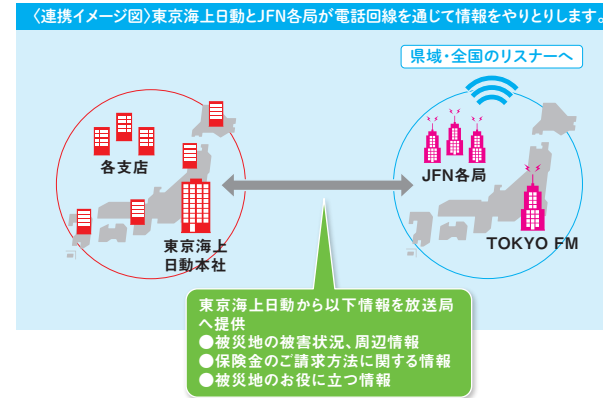 〈連携イメージ図〉東京海上日動とJFN各局が電話回線を通じて情報をやりとりします。
県域・全国のリスナーへ
各支店
JFN各局
東京海上
日動本社
TOKYO FM
東京海上日動から以下情報を放送局
へ提供
●被災地の被害状況、周辺情報
●保険金のご請求方法に関する情報
●被災地のお役に立つ情報